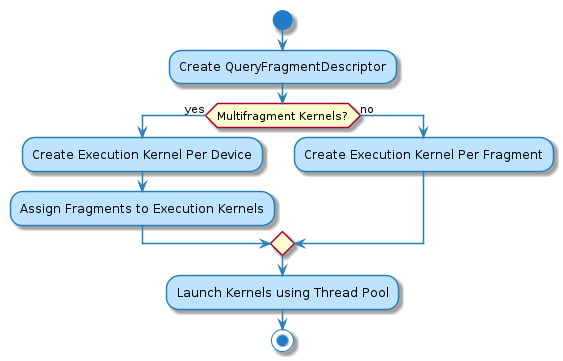 Create QueryFragmentDescriptor
yes
Multifragment Kernels?
no
Create Execution Kernel Per Device
Create Execution Kernel Per Fragment
Assign Fragments to Execution Kernels
Launch Kernels using Thread Pool